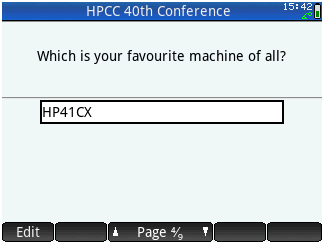 HPCC 40th Conference 15:42
Which is your favourite machine of all?
HP41CX
Edit Page 4/9